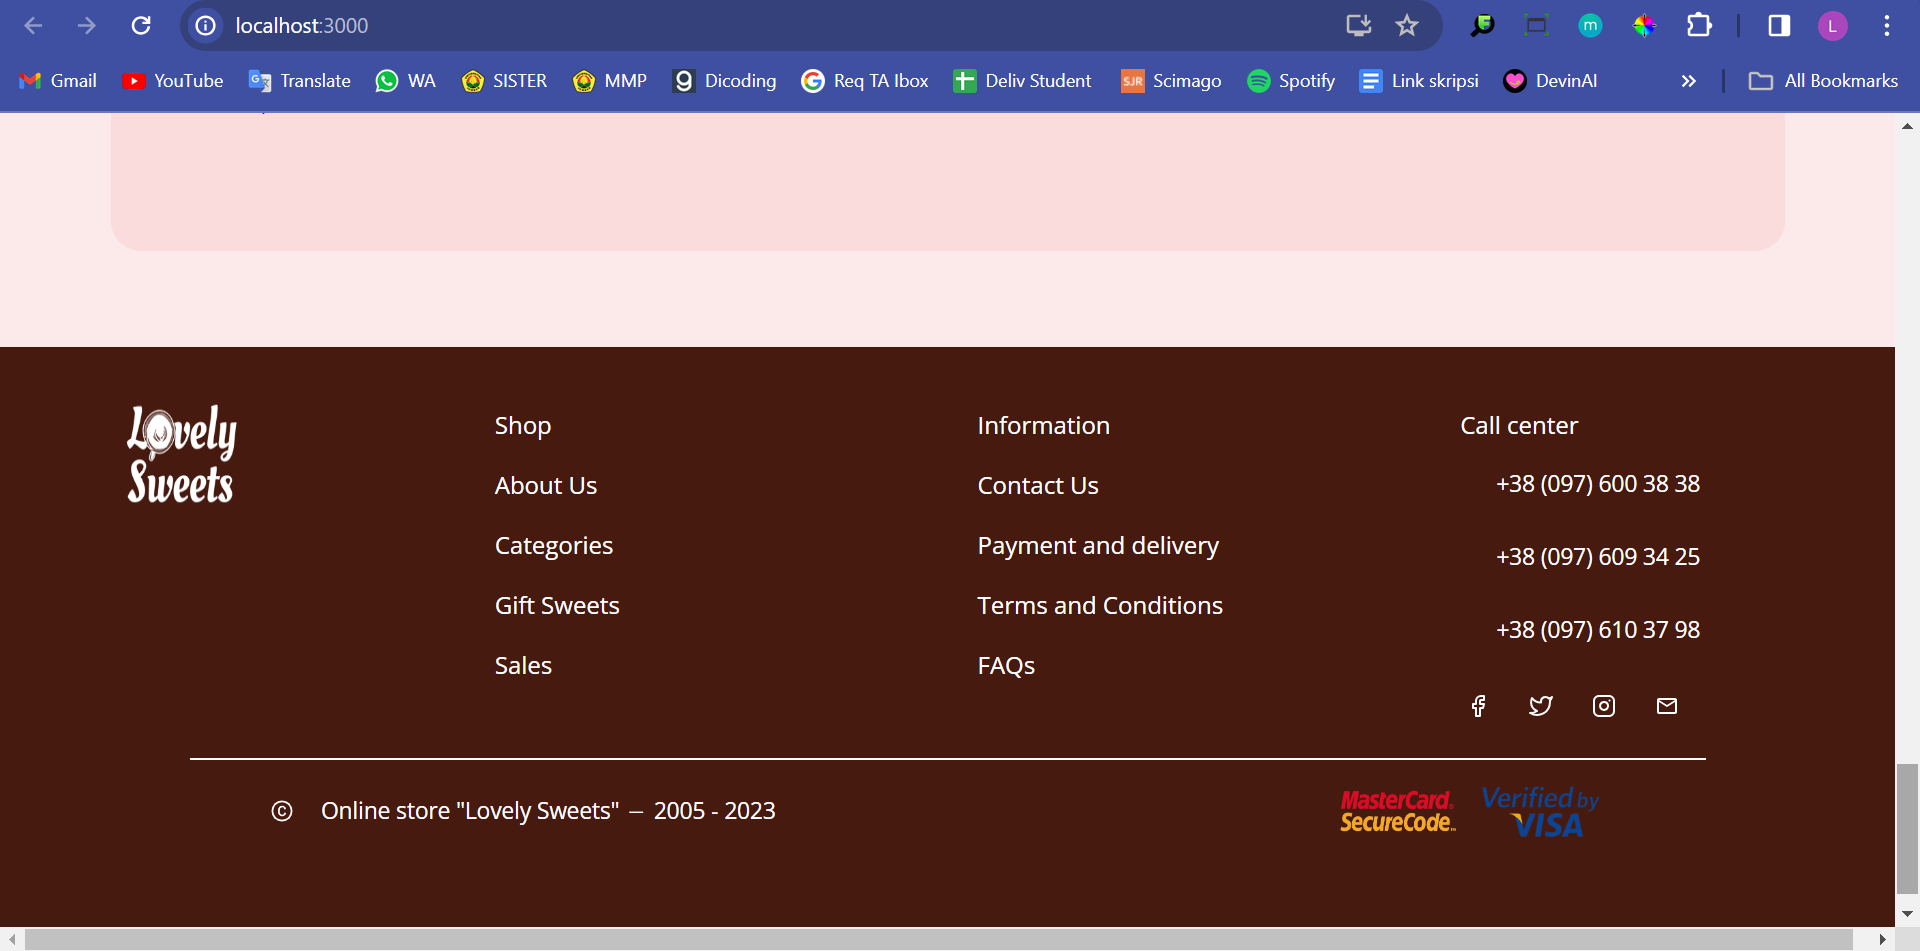 localhost:3000
L
Gmail
YouTube
Translate
WA
SISTER
MMP
Dicoding
Req TA Ibox
Deliv Student
SJR
Scimago
Spotify
Link skripsi
DevinAI
All Bookmarks
Lovely
Sweets
Shop
About Us
Categories
Gift Sweets
Sales
Information
Contact Us
Payment and delivery
Terms and Conditions
FAQs
Call center
+38 (097) 600 38 38
+38 (097) 609 34 25
+38 (097) 610 37 98
© Online store "Lovely Sweets" — 2005 - 2023
MasterCard.
SecureCode™
Verified by
VISA